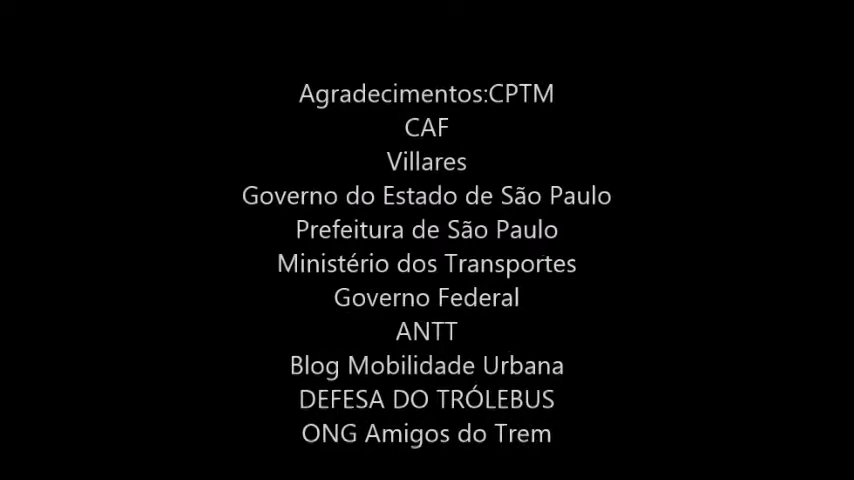 Agradecimentos:CPTM
CAF
Villares
Governo do Estado de São Paulo
Prefeitura de São Paulo
Ministério dos Transportes
Governo Federal
ANTT
Blog Mobilidade Urbana
DEFESA DO TRÓLEBUS
ONG Amigos do Trem